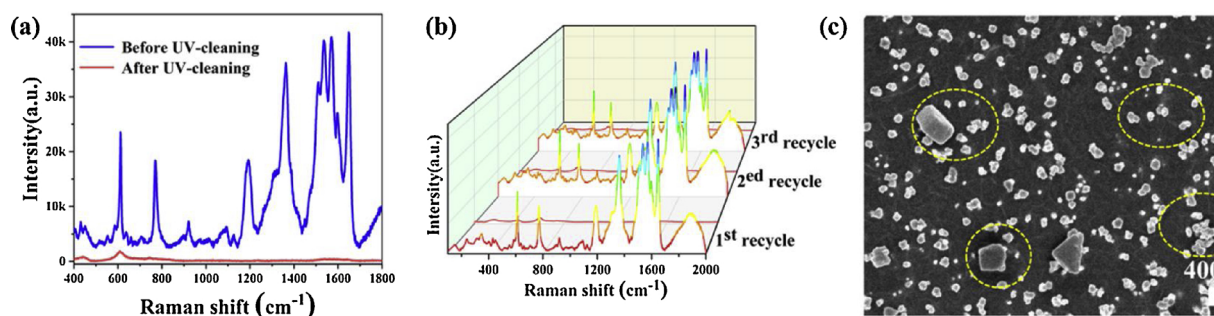 (a)
Before UV-cleaning
After UV-cleaning
Intersity(a.u.)
40k
30k
20k
10k
0
400 600 800 1000 1200 1400 1600 1800
Raman shift (cm-1)
(b)
Intersity(a.u.)
3rd recycle
2ed recycle
1st recycle
400 800 1200 1600 2000
Raman shift (cm-1)
(c)
400